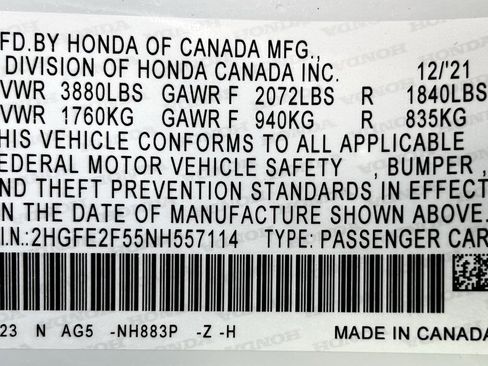 MFD.BY HONDA OF CANADA MFG.,
DIVISION OF HONDA CANADA INC. 12/'21
VWR 3880LBS GAWR F 2072LBS R 1840LBS
VWR 1760KG GAWR F 940KG R 835KG
HIS VEHICLE CONFORMS TO ALL APPLICABLE
EDERAL MOTOR VEHICLE SAFETY , BUMPER ,
ND THEFT PREVENTION STANDARDS IN EFFECT
N THE DATE OF MANUFACTURE SHOWN ABOVE.
.I.N.:2HGFE2F55NH557114 TYPE: PASSENGER CAR
23 N AG5 -NH883P -Z -H MADE IN CANADA